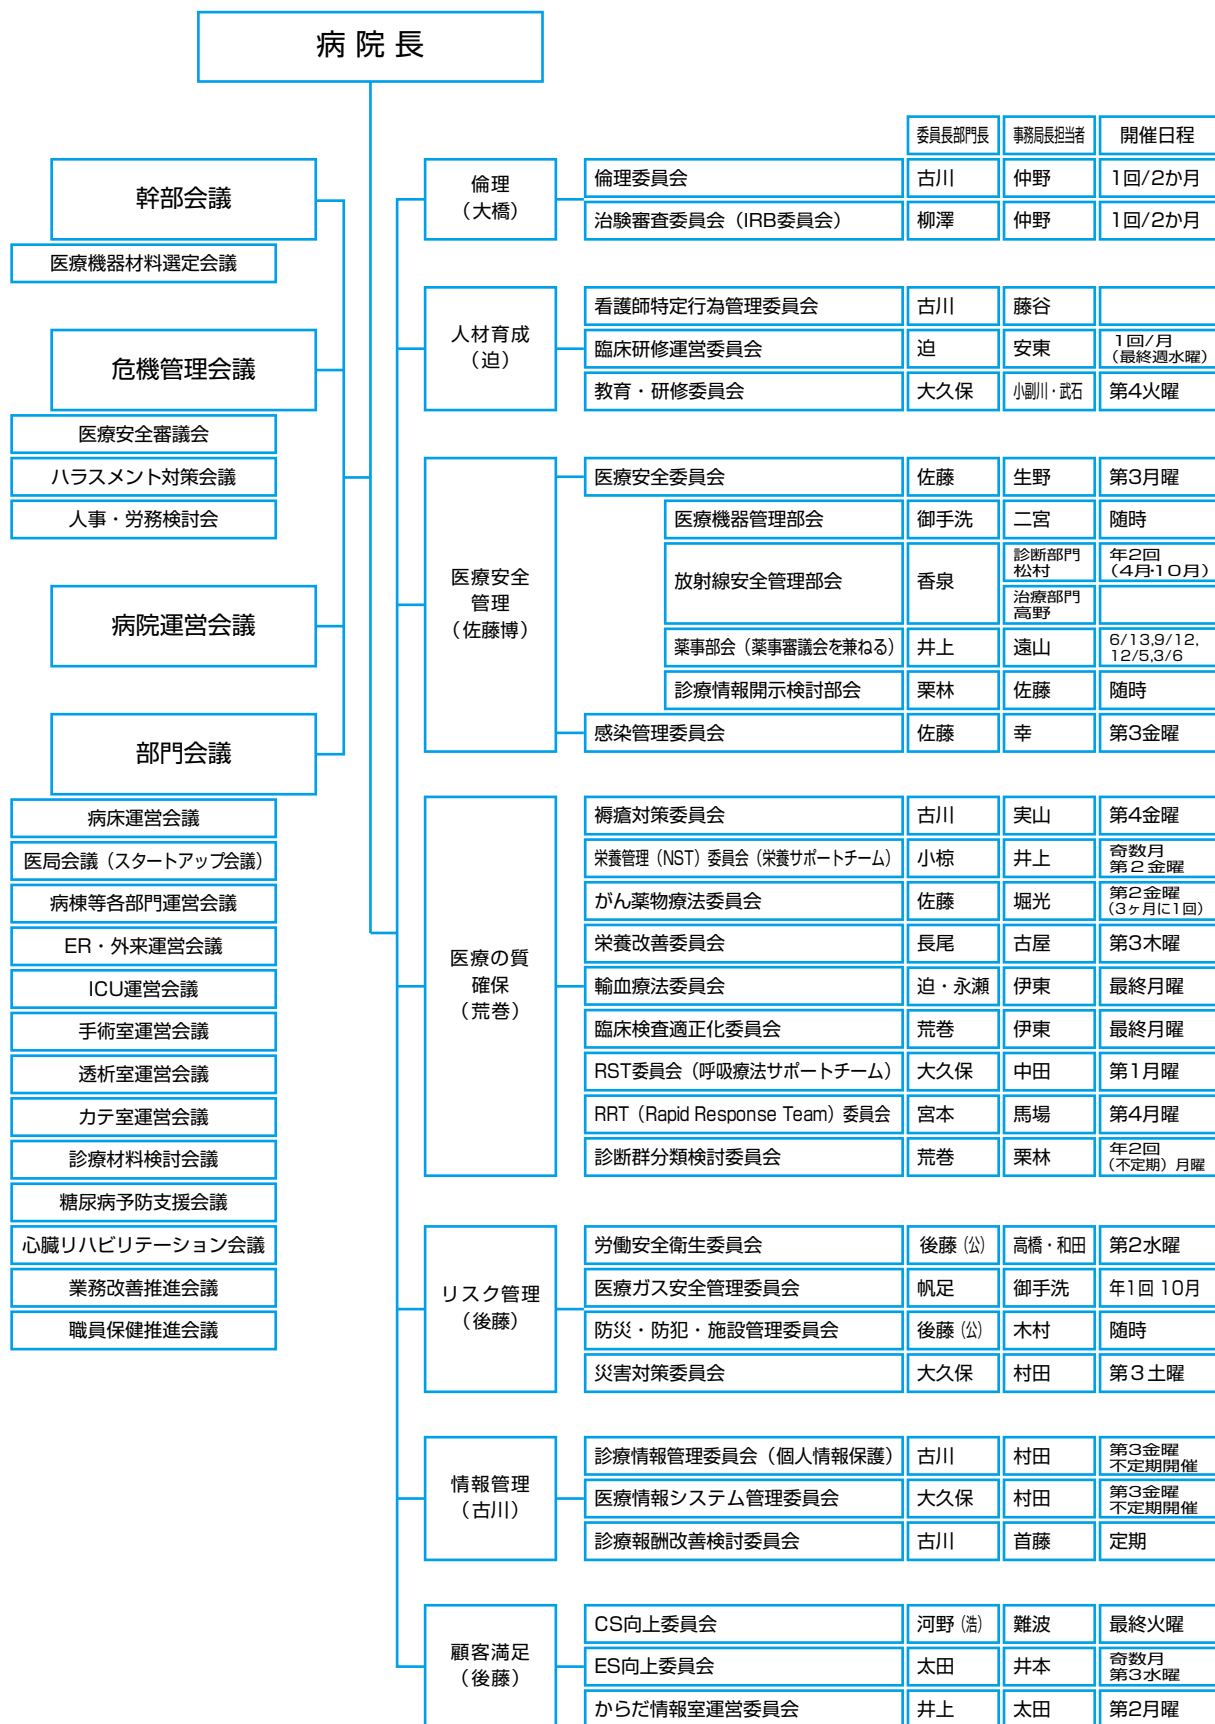 病院長
幹部会議
医療機器材料選定会議
危機管理会議
医療安全審議会
ハラスメント対策会議
人事・労務検討会
病院運営会議
部門会議
病床運営会議
医局会議（スタートアップ会議）
病棟等各部門運営会議
ER・外来運営会議
ICU運営会議
手術室運営会議
透析室運営会議
カテ室運営会議
診療材料検討会議
糖尿病予防支援会議
心臓リハビリテーション会議
業務改善推進会議
職員保健推進会議
委員長部門長 事務局長担当者 開催日程
倫理
（大橋）
倫理委員会 古川 仲野 1回/2か月
治験審査委員会（IRB委員会） 柳澤 仲野 1回/2か月
人材育成
（迫）
看護師特定行為管理委員会 古川 藤谷
臨床研修運営委員会 迫 安東 1回/月
（最終週水曜）
教育・研修委員会 大久保 小副川・武石 第4火曜
医療安全
管理
（佐藤博）
医療安全委員会 佐藤 生野 第3月曜
医療機器管理部会 御手洗 二宮 随時
放射線安全管理部会 香泉
診断部門
松村
年2回
（4月・10月）
治療部門
高野
薬事部会（薬事審議会を兼ねる） 井上 遠山 6/13,9/12,
12/5,3/6
診療情報開示検討部会 栗林 佐藤 随時
感染管理委員会 佐藤 幸 第3金曜
医療の質
確保
（荒巻）
褥瘡対策委員会 古川 実山 第4金曜
栄養管理（NST）委員会（栄養サポートチーム） 小椋 井上 奇数月
第2金曜
がん薬物療法委員会 佐藤 堀光 第2金曜
（3ヶ月に1回）
栄養改善委員会 長尾 古屋 第3木曜
輸血療法委員会 迫・永瀬 伊東 最終月曜
臨床検査適正化委員会 荒巻 伊東 最終月曜
RST委員会（呼吸療法サポートチーム） 大久保 中田 第1月曜
RRT（Rapid Response Team）委員会 宮本 馬場 第4月曜
診断群分類検討委員会 荒巻 栗林 年2回
（不定期）月曜
リスク管理
（後藤）
労働安全衛生委員会 後藤（公） 高橋・和田 第2水曜
医療ガス安全管理委員会 帆足 御手洗 年1回 10月
防災・防犯・施設管理委員会 後藤（公） 木村 随時
災害対策委員会 大久保 村田 第3土曜
情報管理
（古川）
診療情報管理委員会（個人情報保護） 古川 村田 第3金曜
不定期開催
医療情報システム管理委員会 大久保 村田 第3金曜
不定期開催
診療報酬改善検討委員会 古川 首藤 定期
顧客満足
（後藤）
CS向上委員会 河野（浩） 難波 最終火曜
ES向上委員会 太田 井本 奇数月
第3水曜
からだ情報室運営委員会 井上 太田 第2月曜